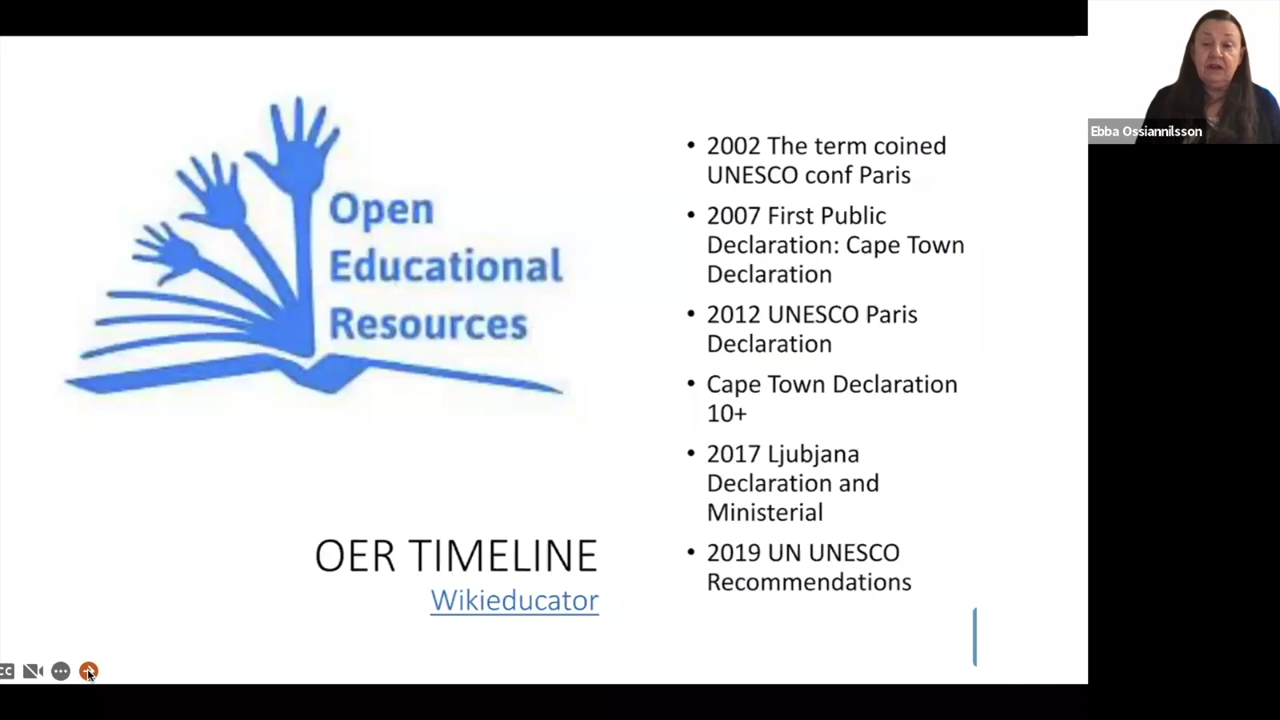 Open
Educational
Resources
OER TIMELINE
Wikieducator
• 2002 The term coined
UNESCO conf Paris
• 2007 First Public
Declaration: Cape Town
Declaration
• 2012 UNESCO Paris
Declaration
• Cape Town Declaration
10+
• 2017 Ljubjana
Declaration and
Ministerial
• 2019 UN UNESCO
Recommendations
Ebba Ossiannilsson
CC